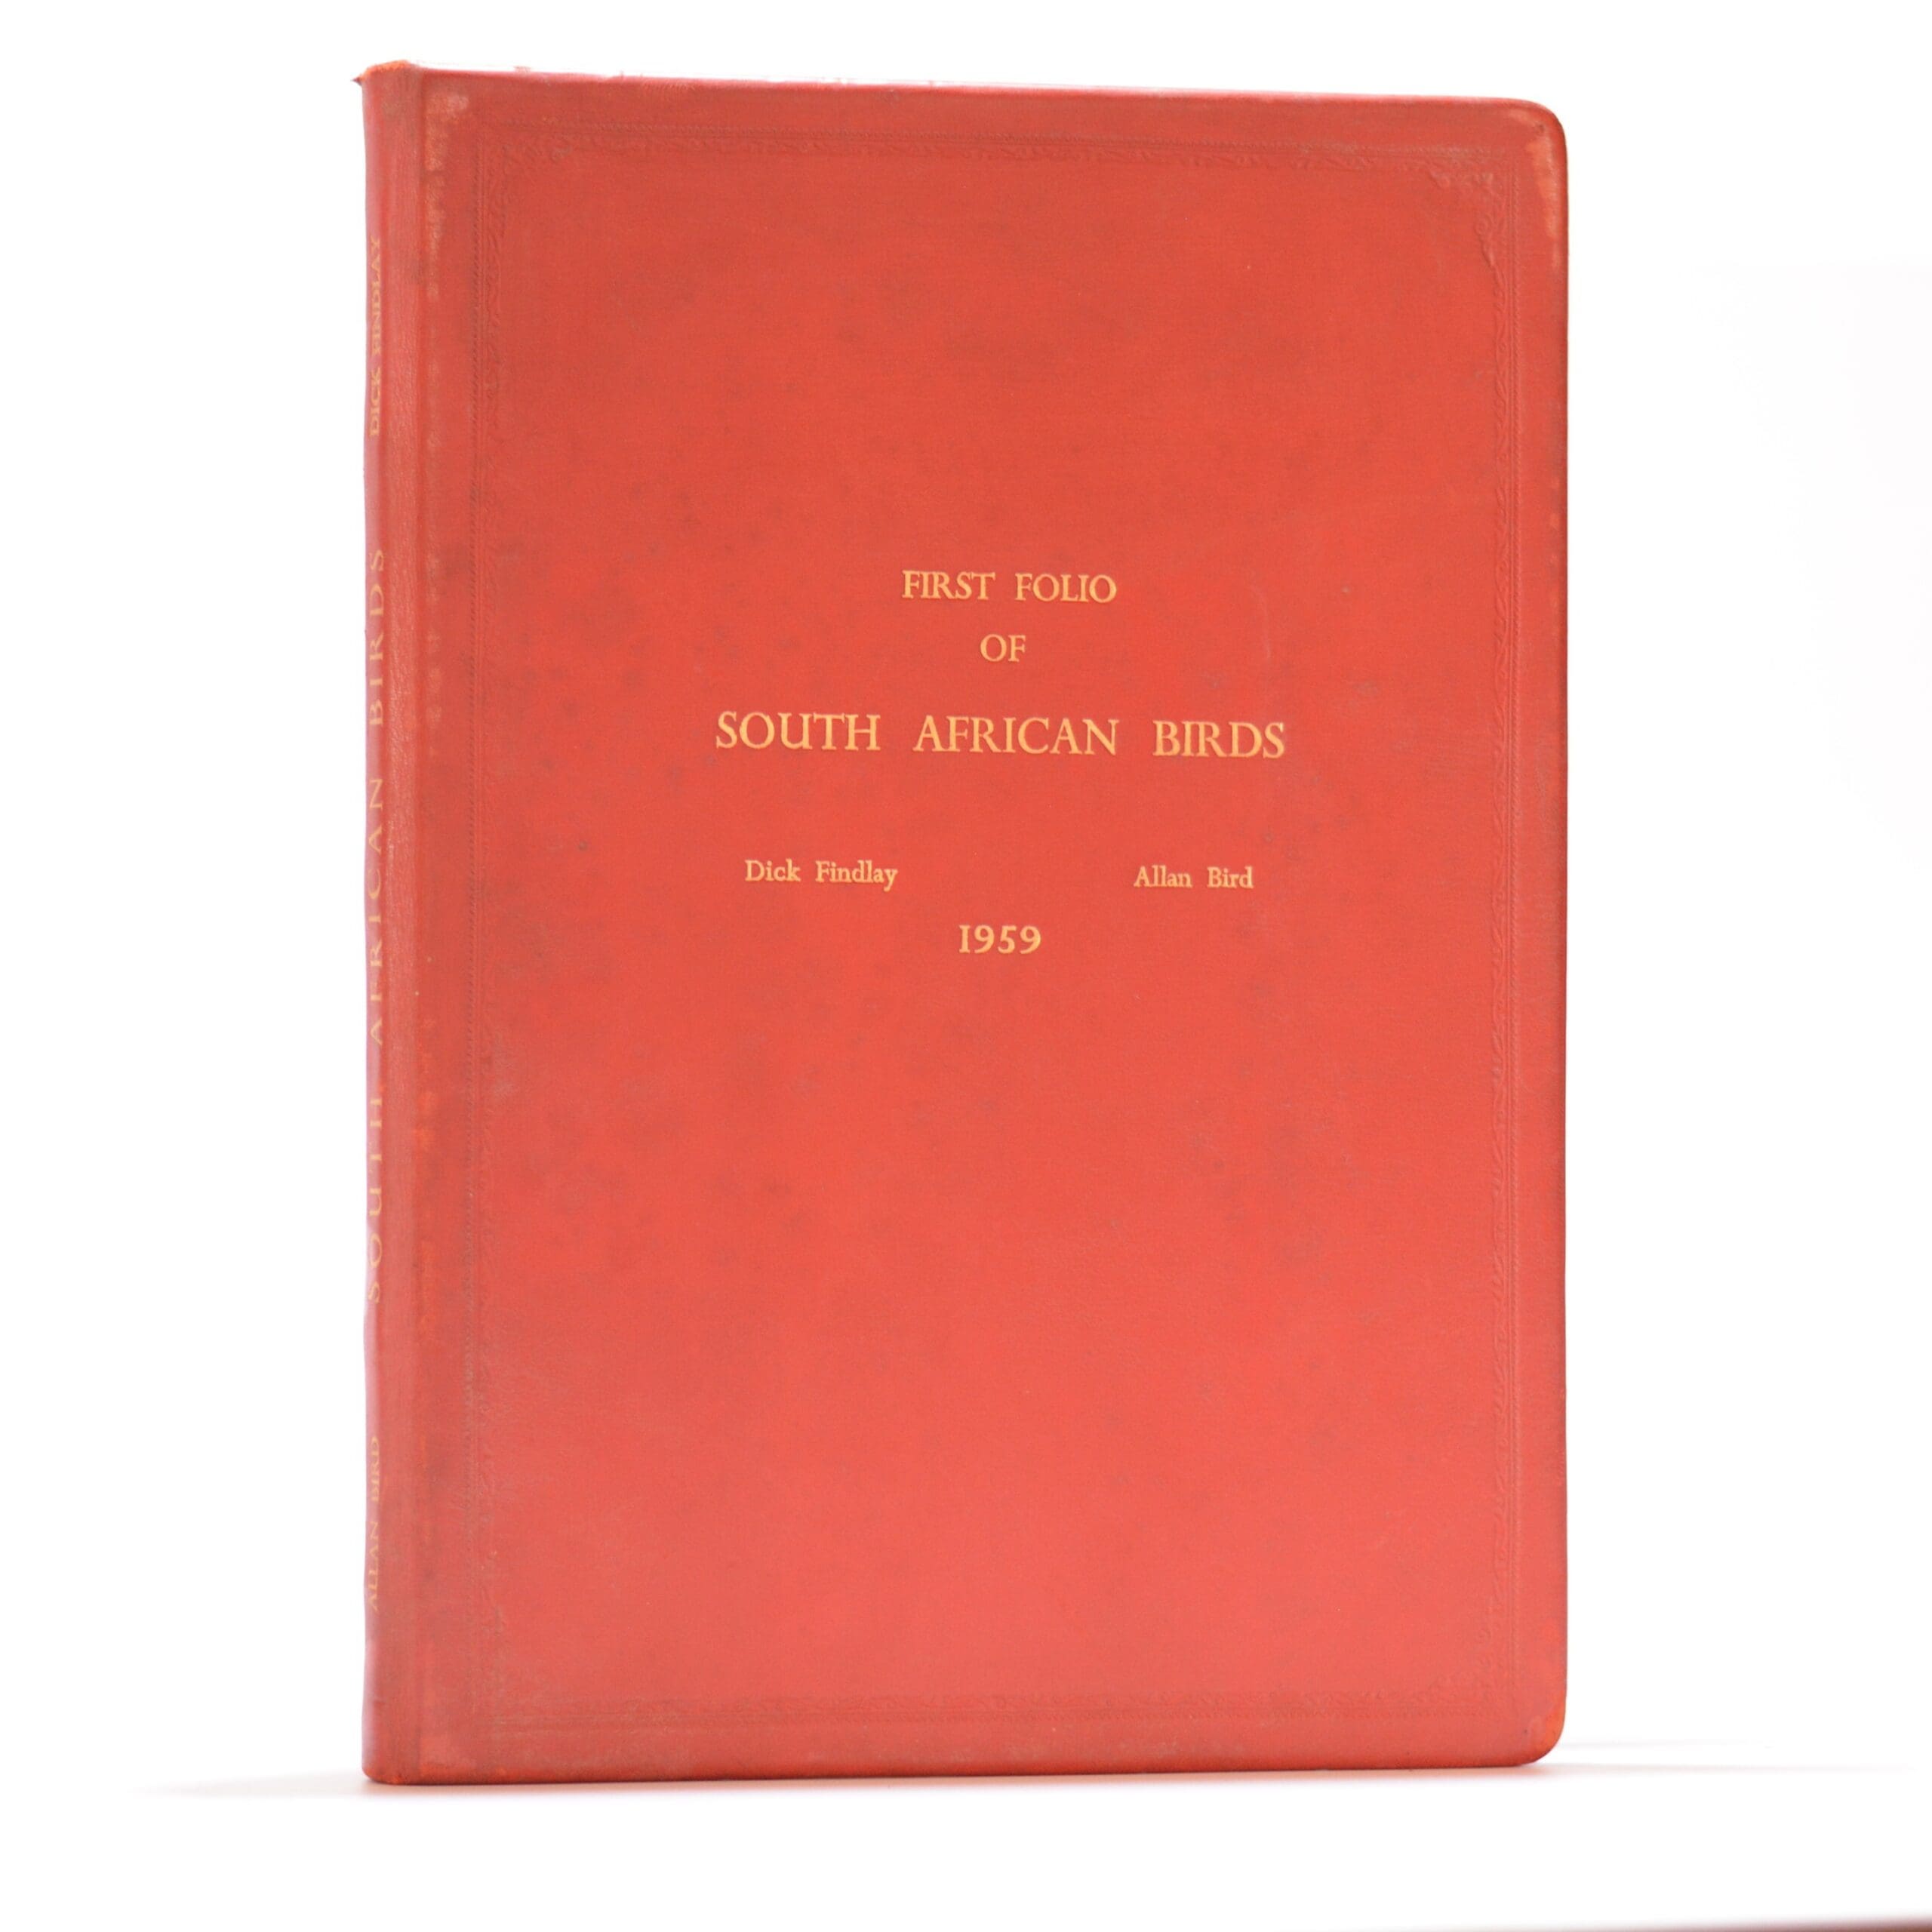 FIRST FOLIO
OF
SOUTH AFRICAN BIRDS
Dick Findlay Allan Bird
1959
ALLAN BIRD SOUTH AFRICAN BIRDS DICK FINDLAY